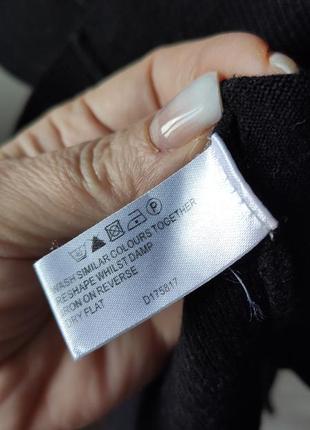 WASH SIMILAR COLOURS TOGETHER
RESHAPE WHILST DAMP
IRON ON REVERSE
DRY FLAT D175817